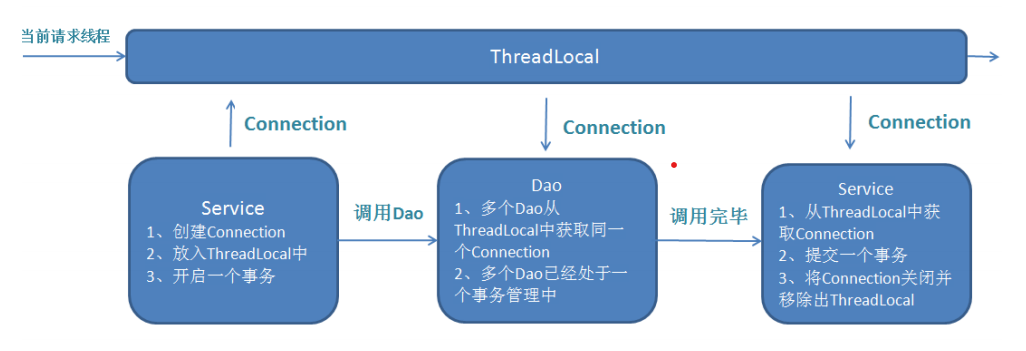 当前请求线程
ThreadLocal
Connection
Connection
Connection
Service
1、创建Connection
2、放入ThreadLocal中
3、开启一个事务
调用Dao
Dao
1、多个Dao从
ThreadLocal中获取同一
个Connection
2、多个Dao已经处于一
个事务管理中
调用完毕
Service
1、从ThreadLocal中获
取Connection
2、提交一个事务
3、将Connection关闭并
移除出ThreadLocal